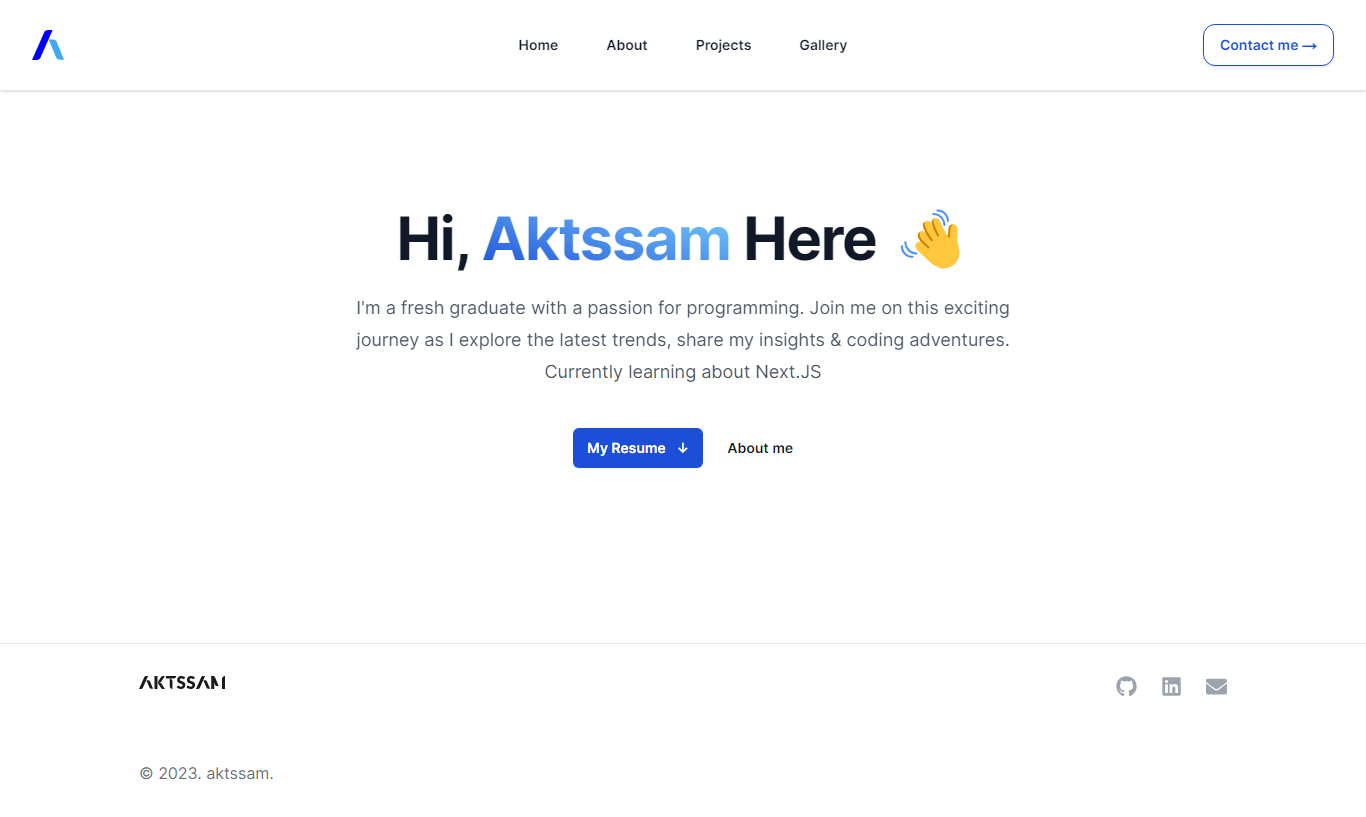 Home
About
Projects
Gallery
Contact me →
Hi, Aktssam Here 👋
I'm a fresh graduate with a passion for programming. Join me on this exciting
journey as I explore the latest trends, share my insights & coding adventures.
Currently learning about Next.JS
My Resume ↓
About me
AKTSSAM
© 2023. aktssam.